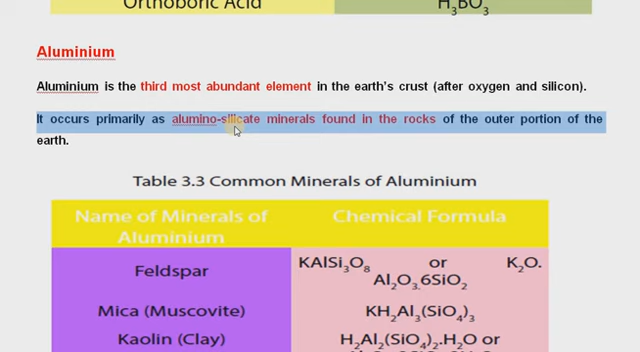 Orthoboric Acid H₃BO₃
Aluminium
Aluminium is the third most abundant element in the earth's crust (after oxygen and silicon).
It occurs primarily as alumino-silicate minerals found in the rocks of the outer portion of the
earth.
Table 3.3 Common Minerals of Aluminium
Name of Minerals of Chemical Formula
Aluminium
Feldspar KAlSi₃O₈ or K₂O.
Al₂O₃.6SiO₂
Mica (Muscovite) KH₂Al₃(SiO₄)₃
Kaolin (Clay) H₂Al₂(SiO₄)₂.H₂O or